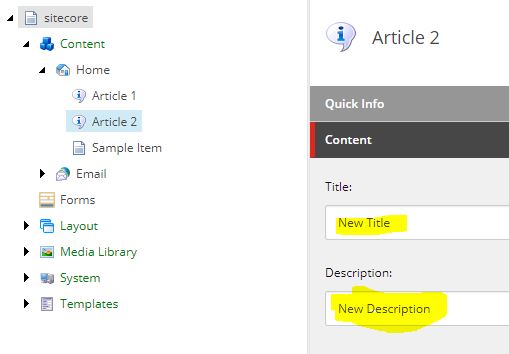 sitecore
Content
Home
Article 1
Article 2
Sample Item
Email
Forms
Layout
Media Library
System
Templates
Article 2
Quick Info
Content
Title:
New Title
Description:
New Description